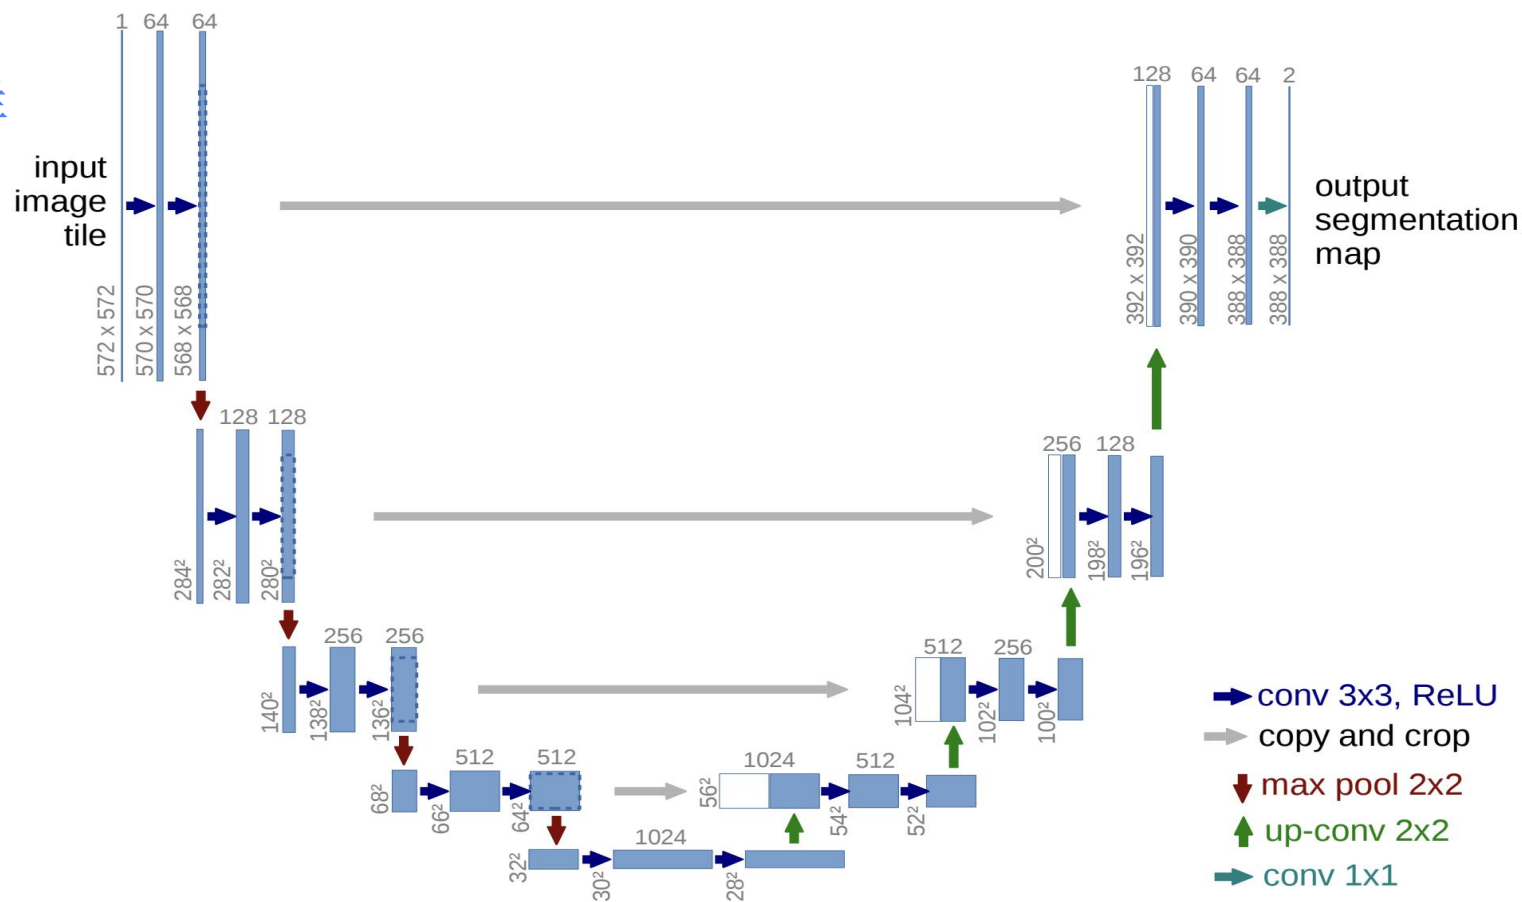 1 64 64
128 64 64 2
input
image
tile
output
segmentation
map
572 x 572
570 x 570
568 x 568
392 x 392
390 x 390
388 x 388
388 x 388
128 128
256 128
284²
282²
280²
200²
198²
196²
256 256
512 256
140²
138²
136²
104²
102²
100²
512 512
1024 512
68²
66²
64²
56²
54²
52²
1024
32²
30²
28²
conv 3x3, ReLU
copy and crop
max pool 2x2
up-conv 2x2
conv 1x1